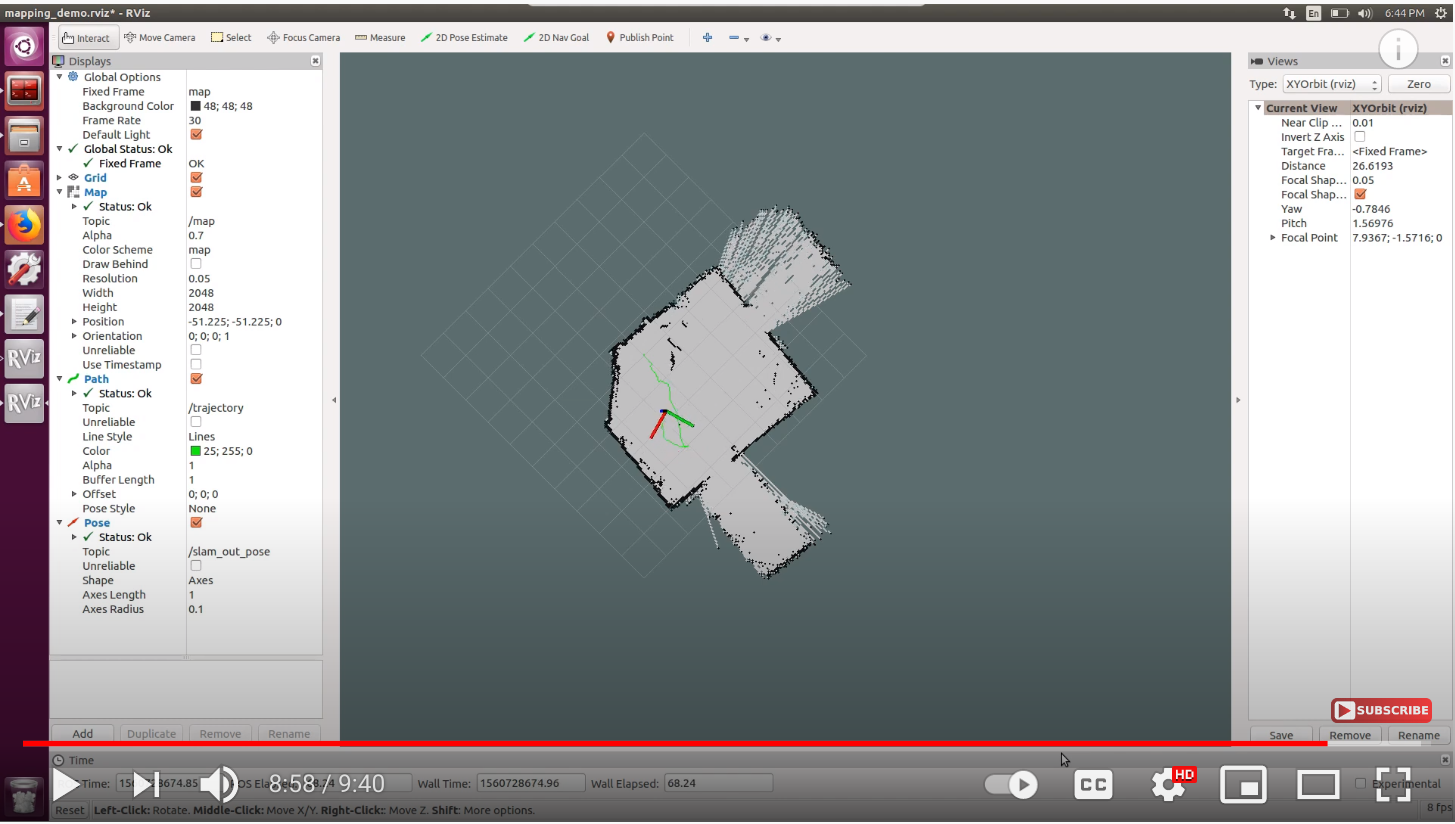 mapping_demo.rviz* - RViz
En
6:44 PM
Interact
Move Camera
Select
Focus Camera
Measure
2D Pose Estimate
2D Nav Goal
Publish Point
Displays
Global Options
Fixed Frame map
Background Color 48; 48; 48
Frame Rate 30
Default Light
Global Status: Ok
Fixed Frame OK
Grid
Map
Status: Ok
Topic /map
Alpha 0.7
Color Scheme map
Draw Behind
Resolution 0.05
Width 2048
Height 2048
Position -51.225; -51.225; 0
Orientation 0; 0; 0; 1
Unreliable
Use Timestamp
Path
Status: Ok
Topic /trajectory
Unreliable
Line Style Lines
Color 25; 255; 0
Alpha 1
Buffer Length 1
Offset 0; 0; 0
Pose Style None
Pose
Status: Ok
Topic /slam_out_pose
Unreliable
Shape Axes
Axes Length 1
Axes Radius 0.1
Add
Duplicate
Remove
Rename
RViz
RViz
Views
Type: XYOrbit (rviz) Zero
Current View XYOrbit (rviz)
Near Clip ... 0.01
Invert Z Axis
Target Fra... <Fixed Frame>
Distance 26.6193
Focal Shap... 0.05
Focal Shap...
Yaw -0.7846
Pitch 1.56976
Focal Point 7.9367; -1.5716; 0
SUBSCRIBE
Save
Remove
Rename
Time
8:58 / 9:40
Wall Time: 1560728674.96
Wall Elapsed: 68.24
CC
HD
Experimental
Reset Left-Click: Rotate. Middle-Click: Move X/Y. Right-Click:: Move Z. Shift: More options.
8 fps